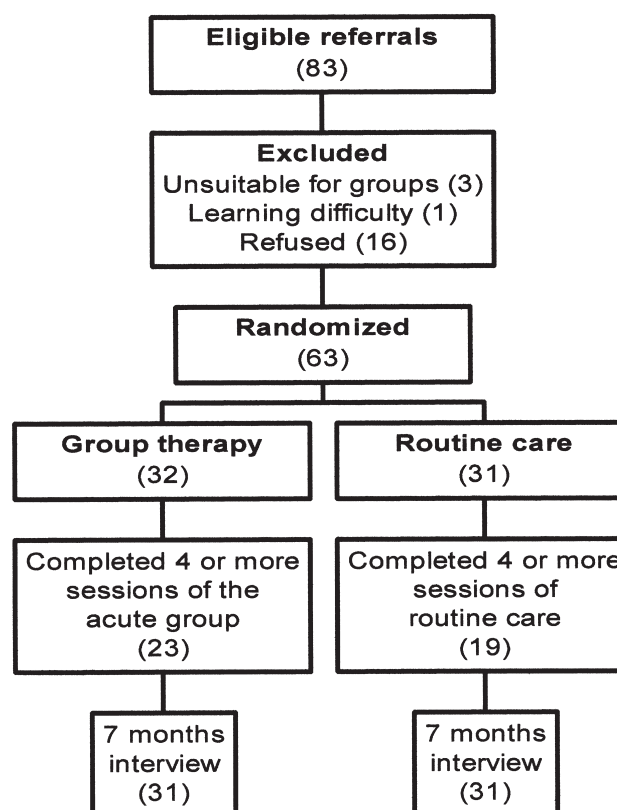 Eligible referrals
(83)
Excluded
Unsuitable for groups (3)
Learning difficulty (1)
Refused (16)
Randomized
(63)
Group therapy
(32)
Routine care
(31)
Completed 4 or more
sessions of the
acute group
(23)
Completed 4 or more
sessions of
routine care
(19)
7 months
interview
(31)
7 months
interview
(31)